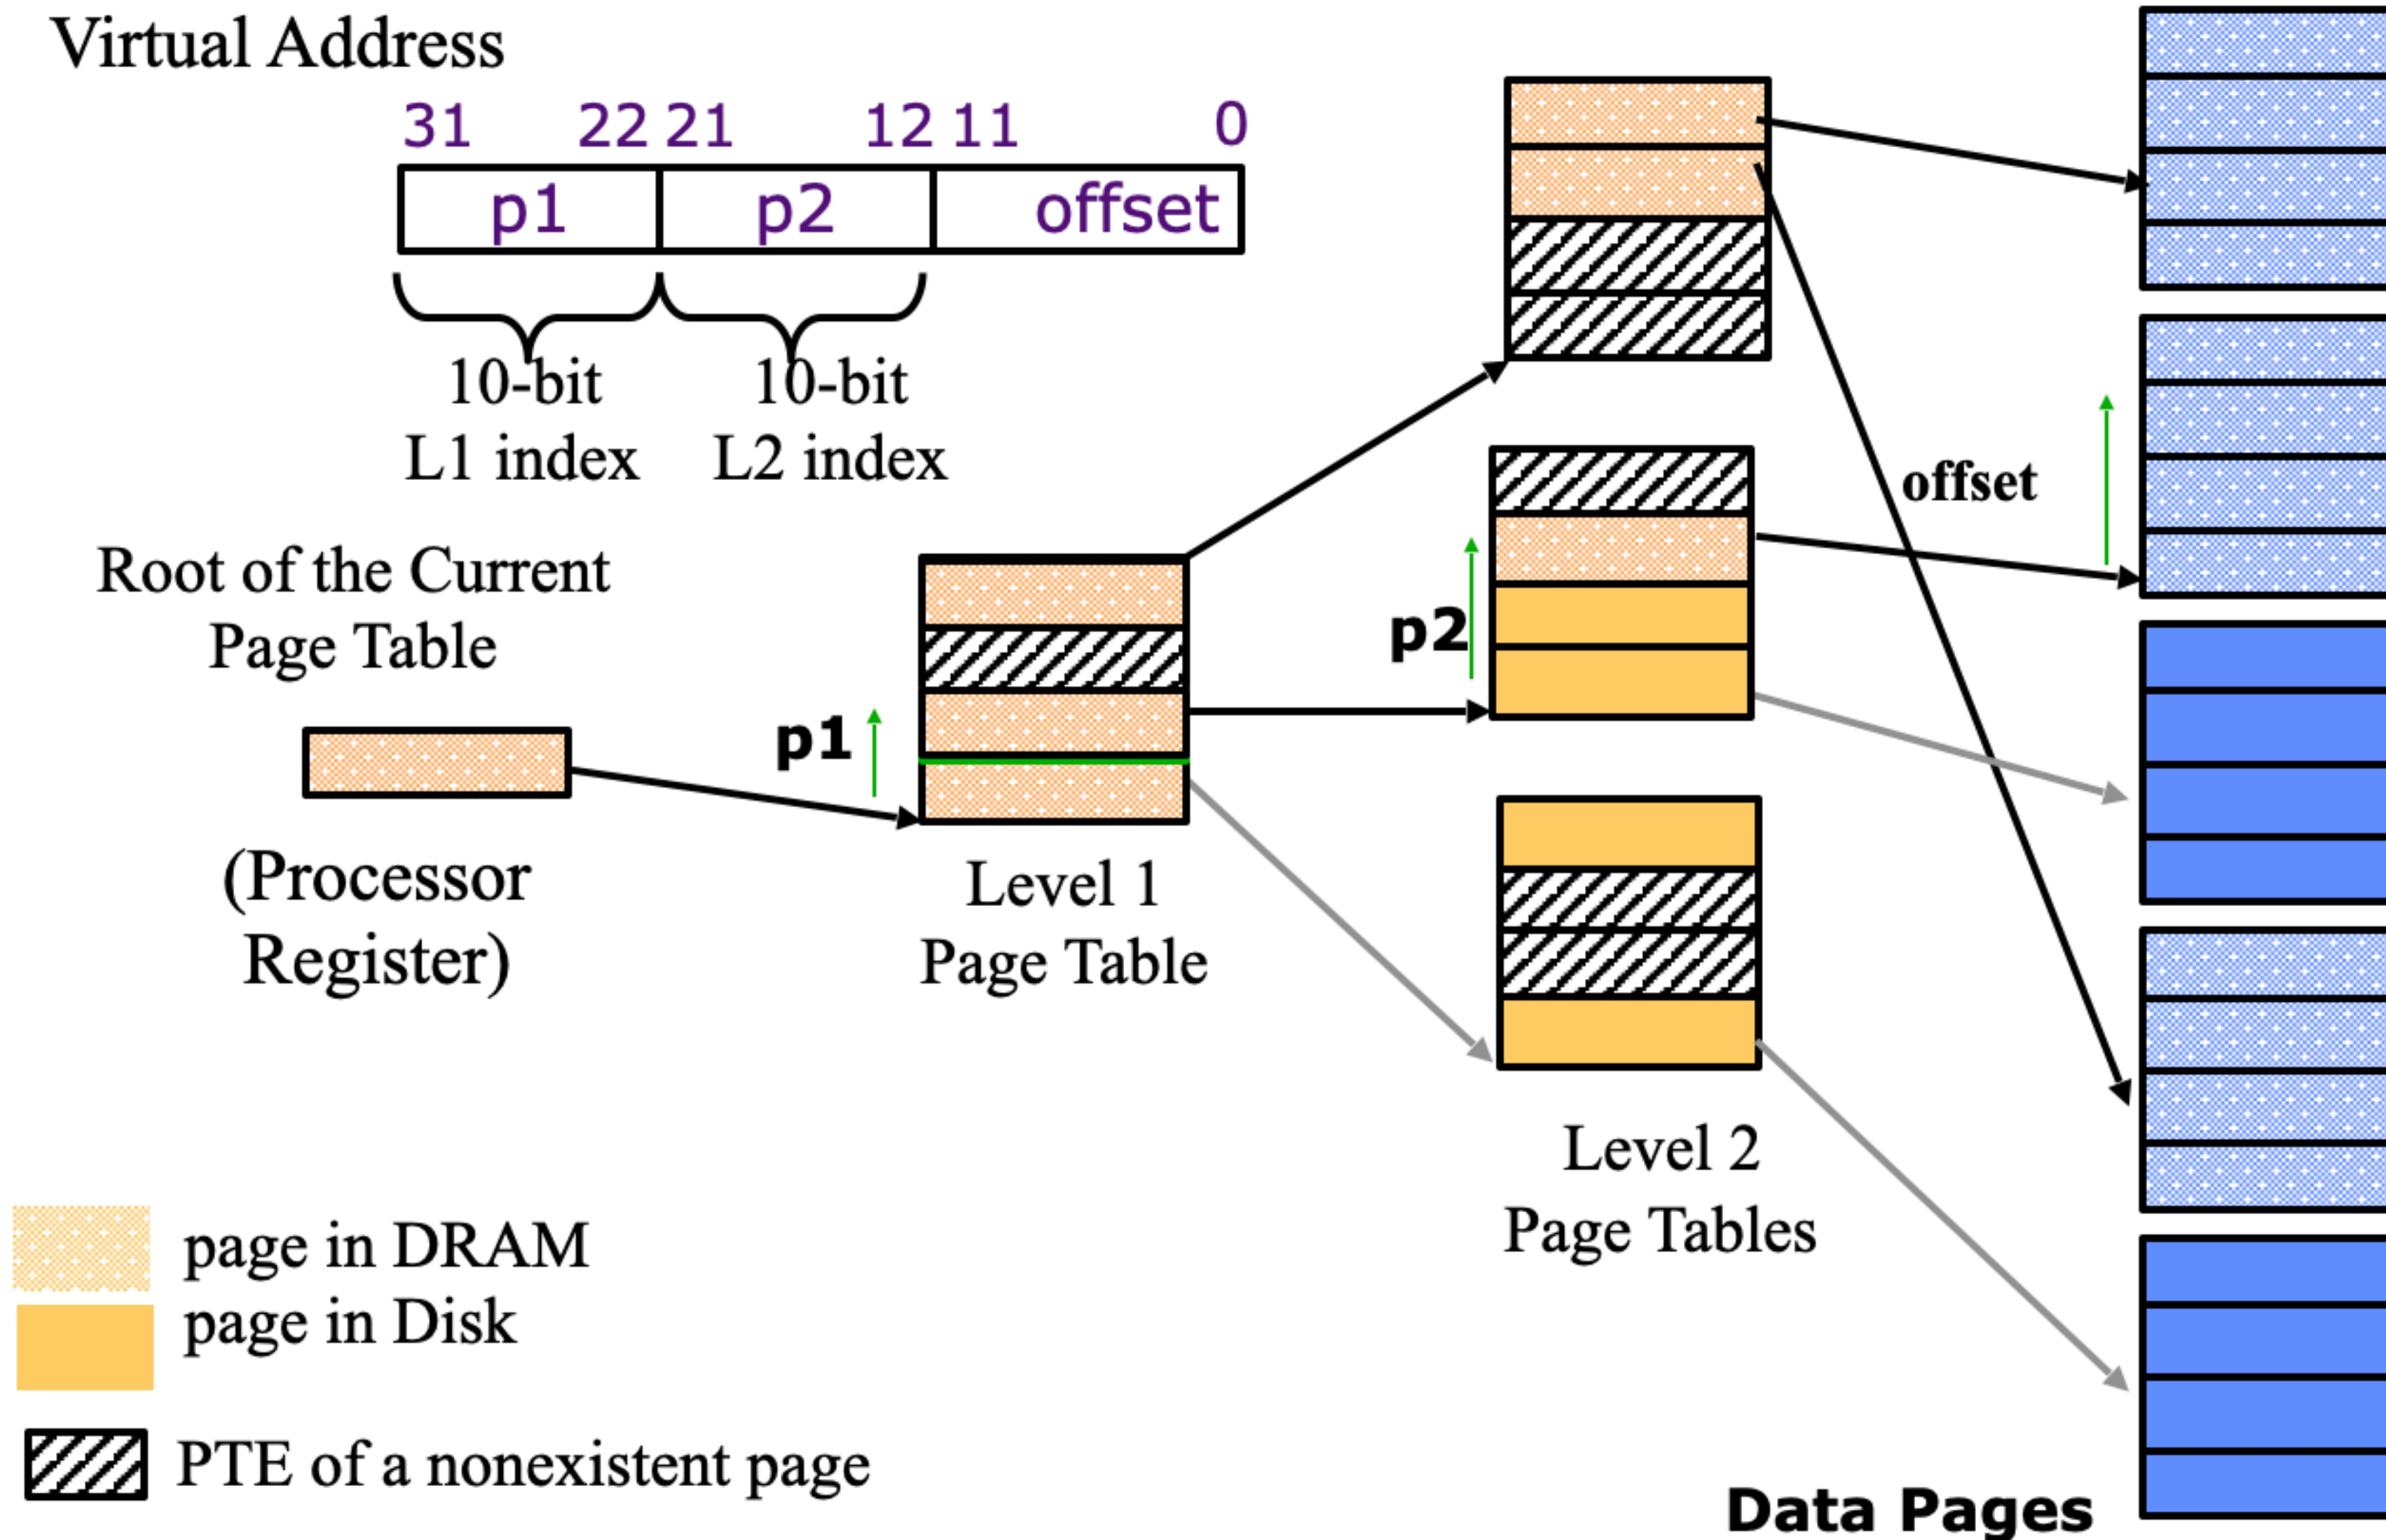 Virtual Address
31 22 21 12 11 0
p1 p2 offset
10-bit
L1 index
10-bit
L2 index
Root of the Current
Page Table
(Processor
Register)
p1
Level 1
Page Table
p2
offset
Level 2
Page Tables
page in DRAM
page in Disk
PTE of a nonexistent page
Data Pages